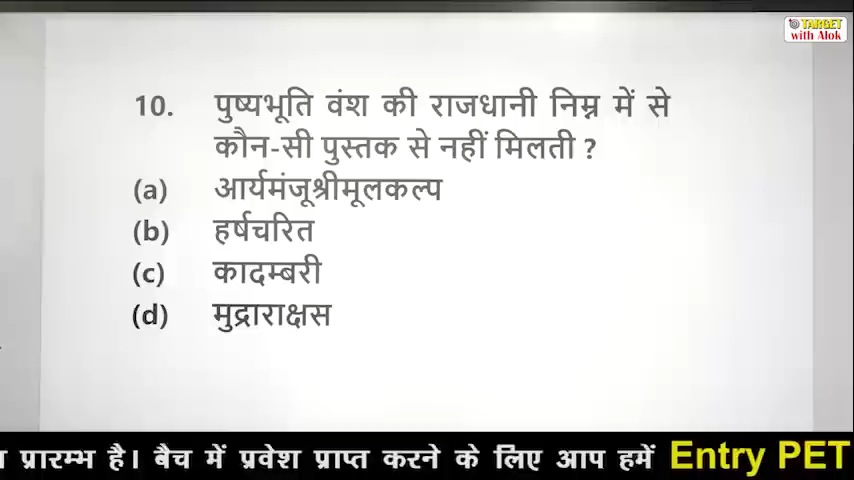 TARGET
with Alok
10. पुष्यभूति वंश की राजधानी निम्न में से
कौन-सी पुस्तक से नहीं मिलती ?
(a) आर्यमंजूश्रीमूलकल्प
(b) हर्षचरित
(c) कादम्बरी
(d) मुद्राराक्षस
प्रारम्भ है। बैच में प्रवेश प्राप्त करने के लिए आप हमें Entry PET